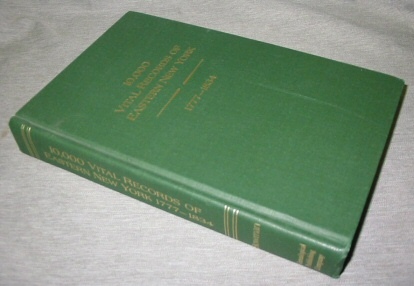 10,000
VITAL RECORDS OF
EASTERN NEW YORK
1777–1834
10,000 VITAL RECORDS OF
EASTERN NEW YORK 1777–1834